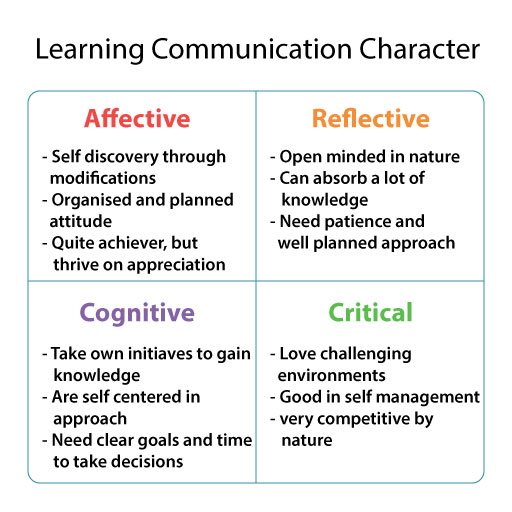 Learning Communication Character
Affective
- Self discovery through
modifications
- Organised and planned
attitude
- Quite achiever, but
thrive on appreciation
Reflective
- Open minded in nature
- Can absorb a lot of
knowledge
- Need patience and
well planned approach
Cognitive
- Take own initiaves to gain
knowledge
- Are self centered in
approach
- Need clear goals and time
to take decisions
Critical
- Love challenging
environments
- Good in self management
- very competitive by
nature